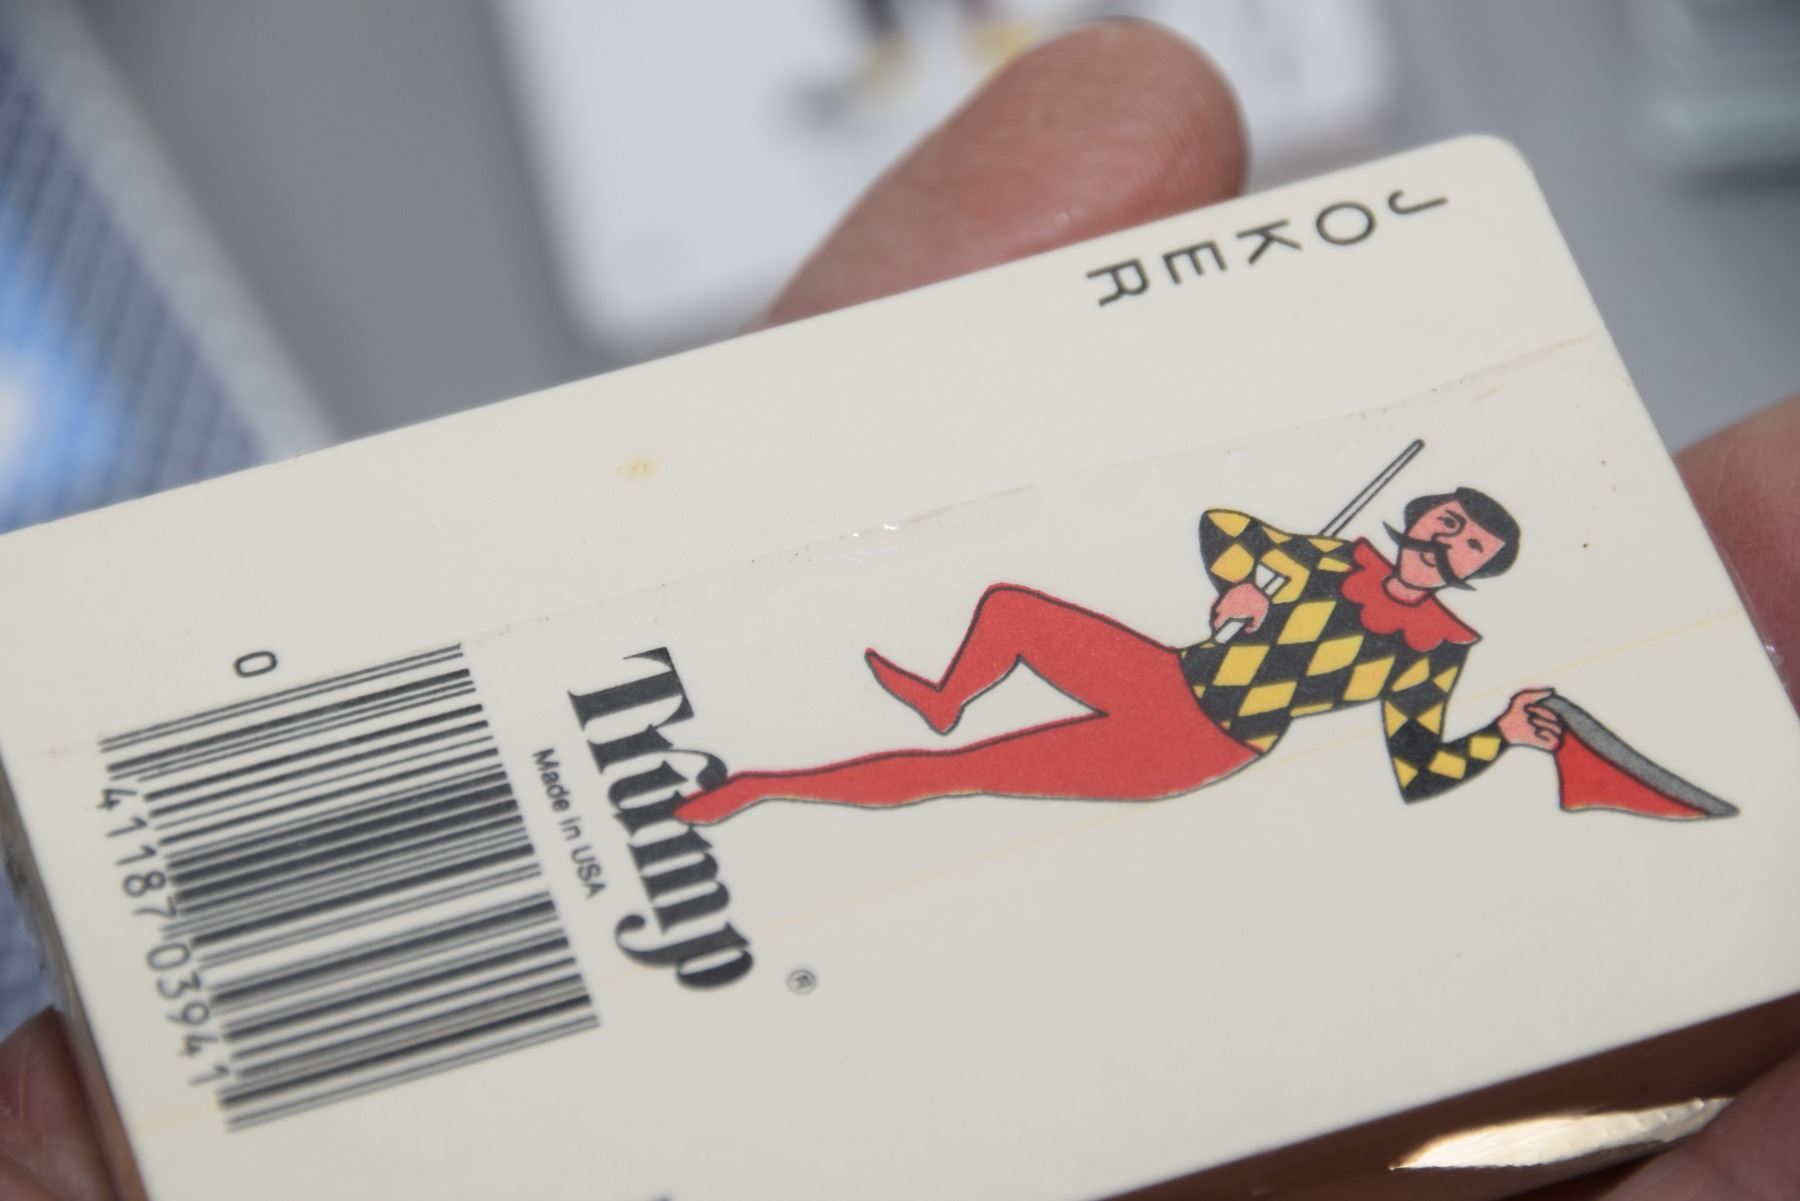 JOKER
Trump
®
Made in USA
0
41187 03941